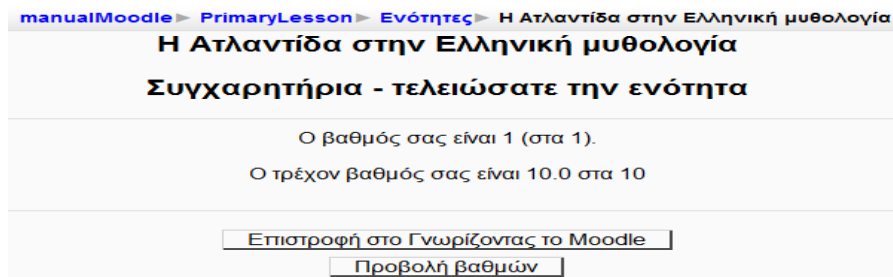 manualMoodle ► PrimaryLesson ► Ενότητες ► Η Ατλαντίδα στην Ελληνική μυθολογία
Η Ατλαντίδα στην Ελληνική μυθολογία
Συγχαρητήρια - τελειώσατε την ενότητα
Ο βαθμός σας είναι 1 (στα 1).
Ο τρέχον βαθμός σας είναι 10.0 στα 10
Επιστροφή στο Γνωρίζοντας το Moodle
Προβολή βαθμών